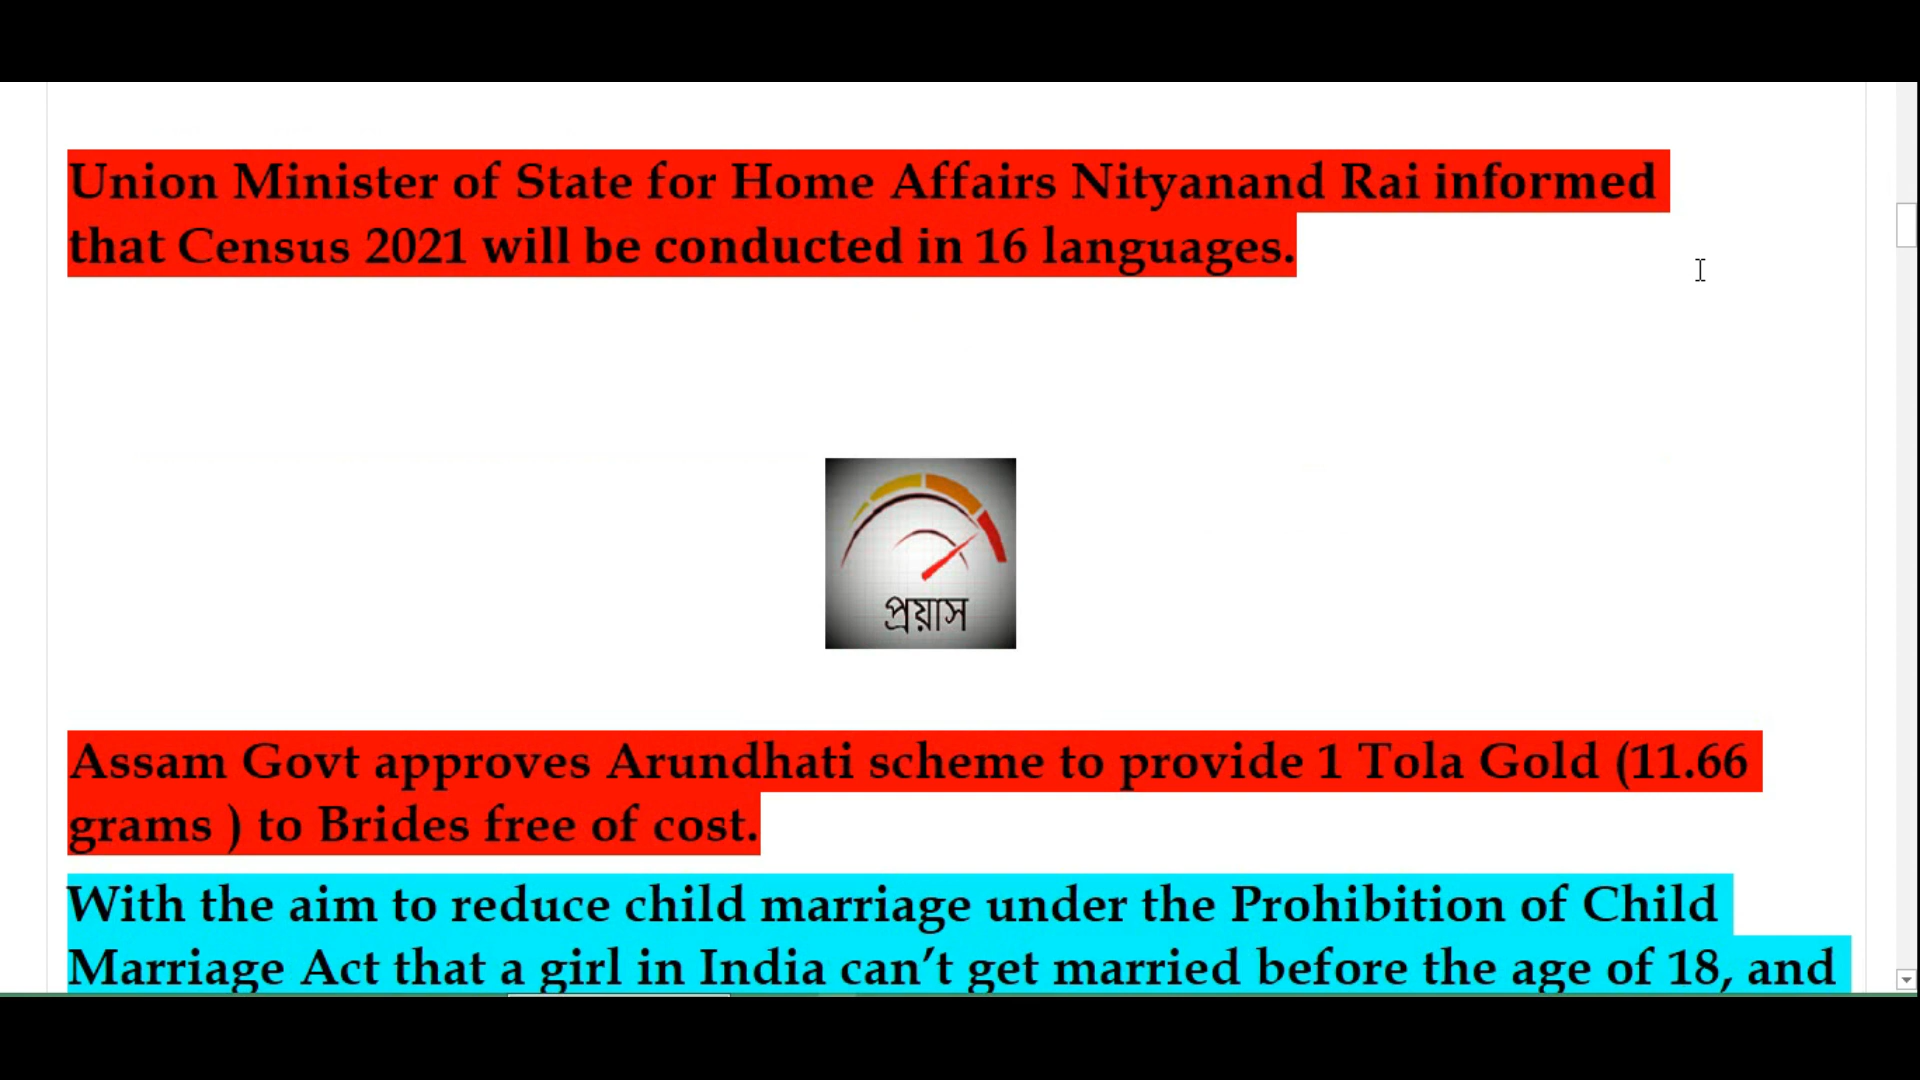 Union Minister of State for Home Affairs Nityanand Rai informed
that Census 2021 will be conducted in 16 languages.
প্রয়াস
Assam Govt approves Arundhati scheme to provide 1 Tola Gold (11.66
grams ) to Brides free of cost.
With the aim to reduce child marriage under the Prohibition of Child
Marriage Act that a girl in India can’t get married before the age of 18, and